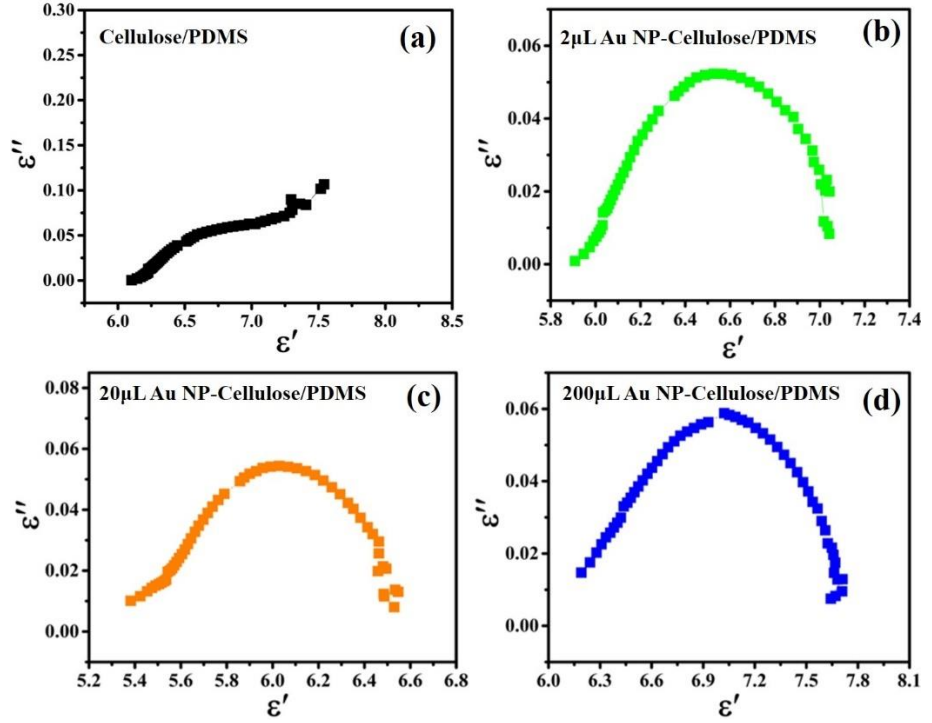 Cellulose/PDMS
(a)
0.30
0.25
0.20
0.15
0.10
0.05
0.00
ε″
6.0 6.5 7.0 7.5 8.0 8.5
ε′
2μL Au NP-Cellulose/PDMS
(b)
0.06
0.04
0.02
0.00
ε″
5.8 6.0 6.2 6.4 6.6 6.8 7.0 7.2 7.4
ε′
20μL Au NP-Cellulose/PDMS
(c)
0.08
0.06
0.04
0.02
0.00
ε″
5.2 5.4 5.6 5.8 6.0 6.2 6.4 6.6 6.8
ε′
200μL Au NP-Cellulose/PDMS
(d)
0.06
0.04
0.02
0.00
ε″
6.0 6.3 6.6 6.9 7.2 7.5 7.8 8.1
ε′